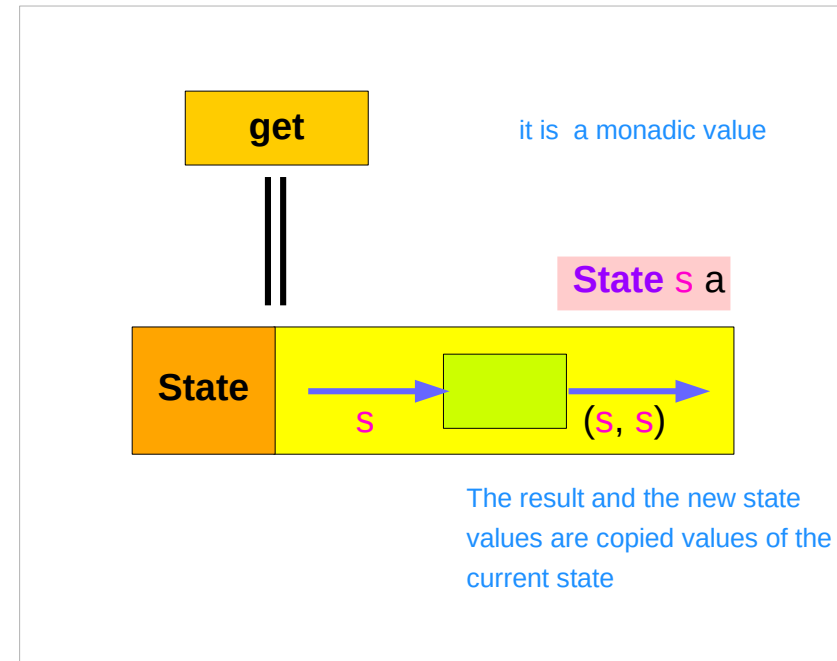 get
it is a monadic value
State s a
State
s
(s, s)
The result and the new state
values are copied values of the
current state